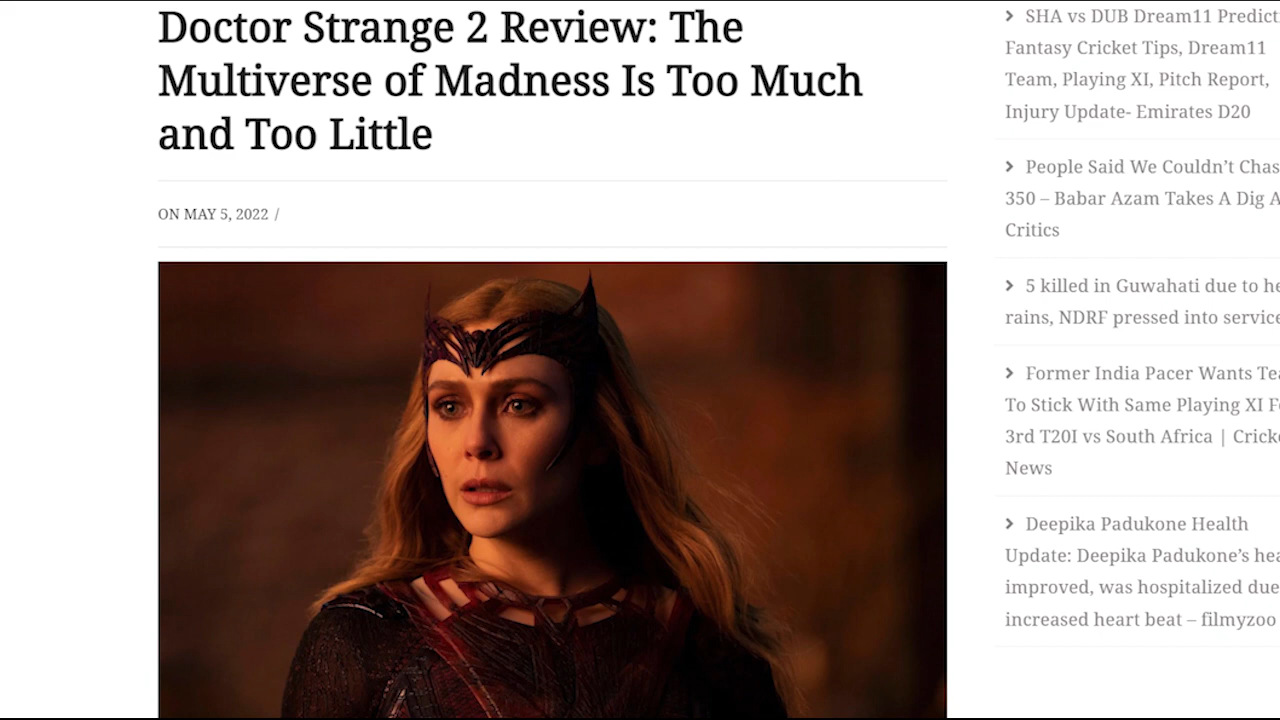 Doctor Strange 2 Review: The
Multiverse of Madness Is Too Much
and Too Little
ON MAY 5, 2022 /
SHA vs DUB Dream11
Fantasy Cricket Tips, Dream11
Team, Playing XI, Pitch Report,
Injury Update- Emirates D20
People Said We Couldn’t
350 – Babar Azam Takes A Dig
Critics
5 killed in Guwahati due to
rains, NDRF pressed into service
Former India Pacer Wants
To Stick With Same Playing XI
3rd T20I vs South Africa |
News
Deepika Padukone Health
Update: Deepika Padukone’s
improved, was hospitalized due
increased heart beat – filmyzoo